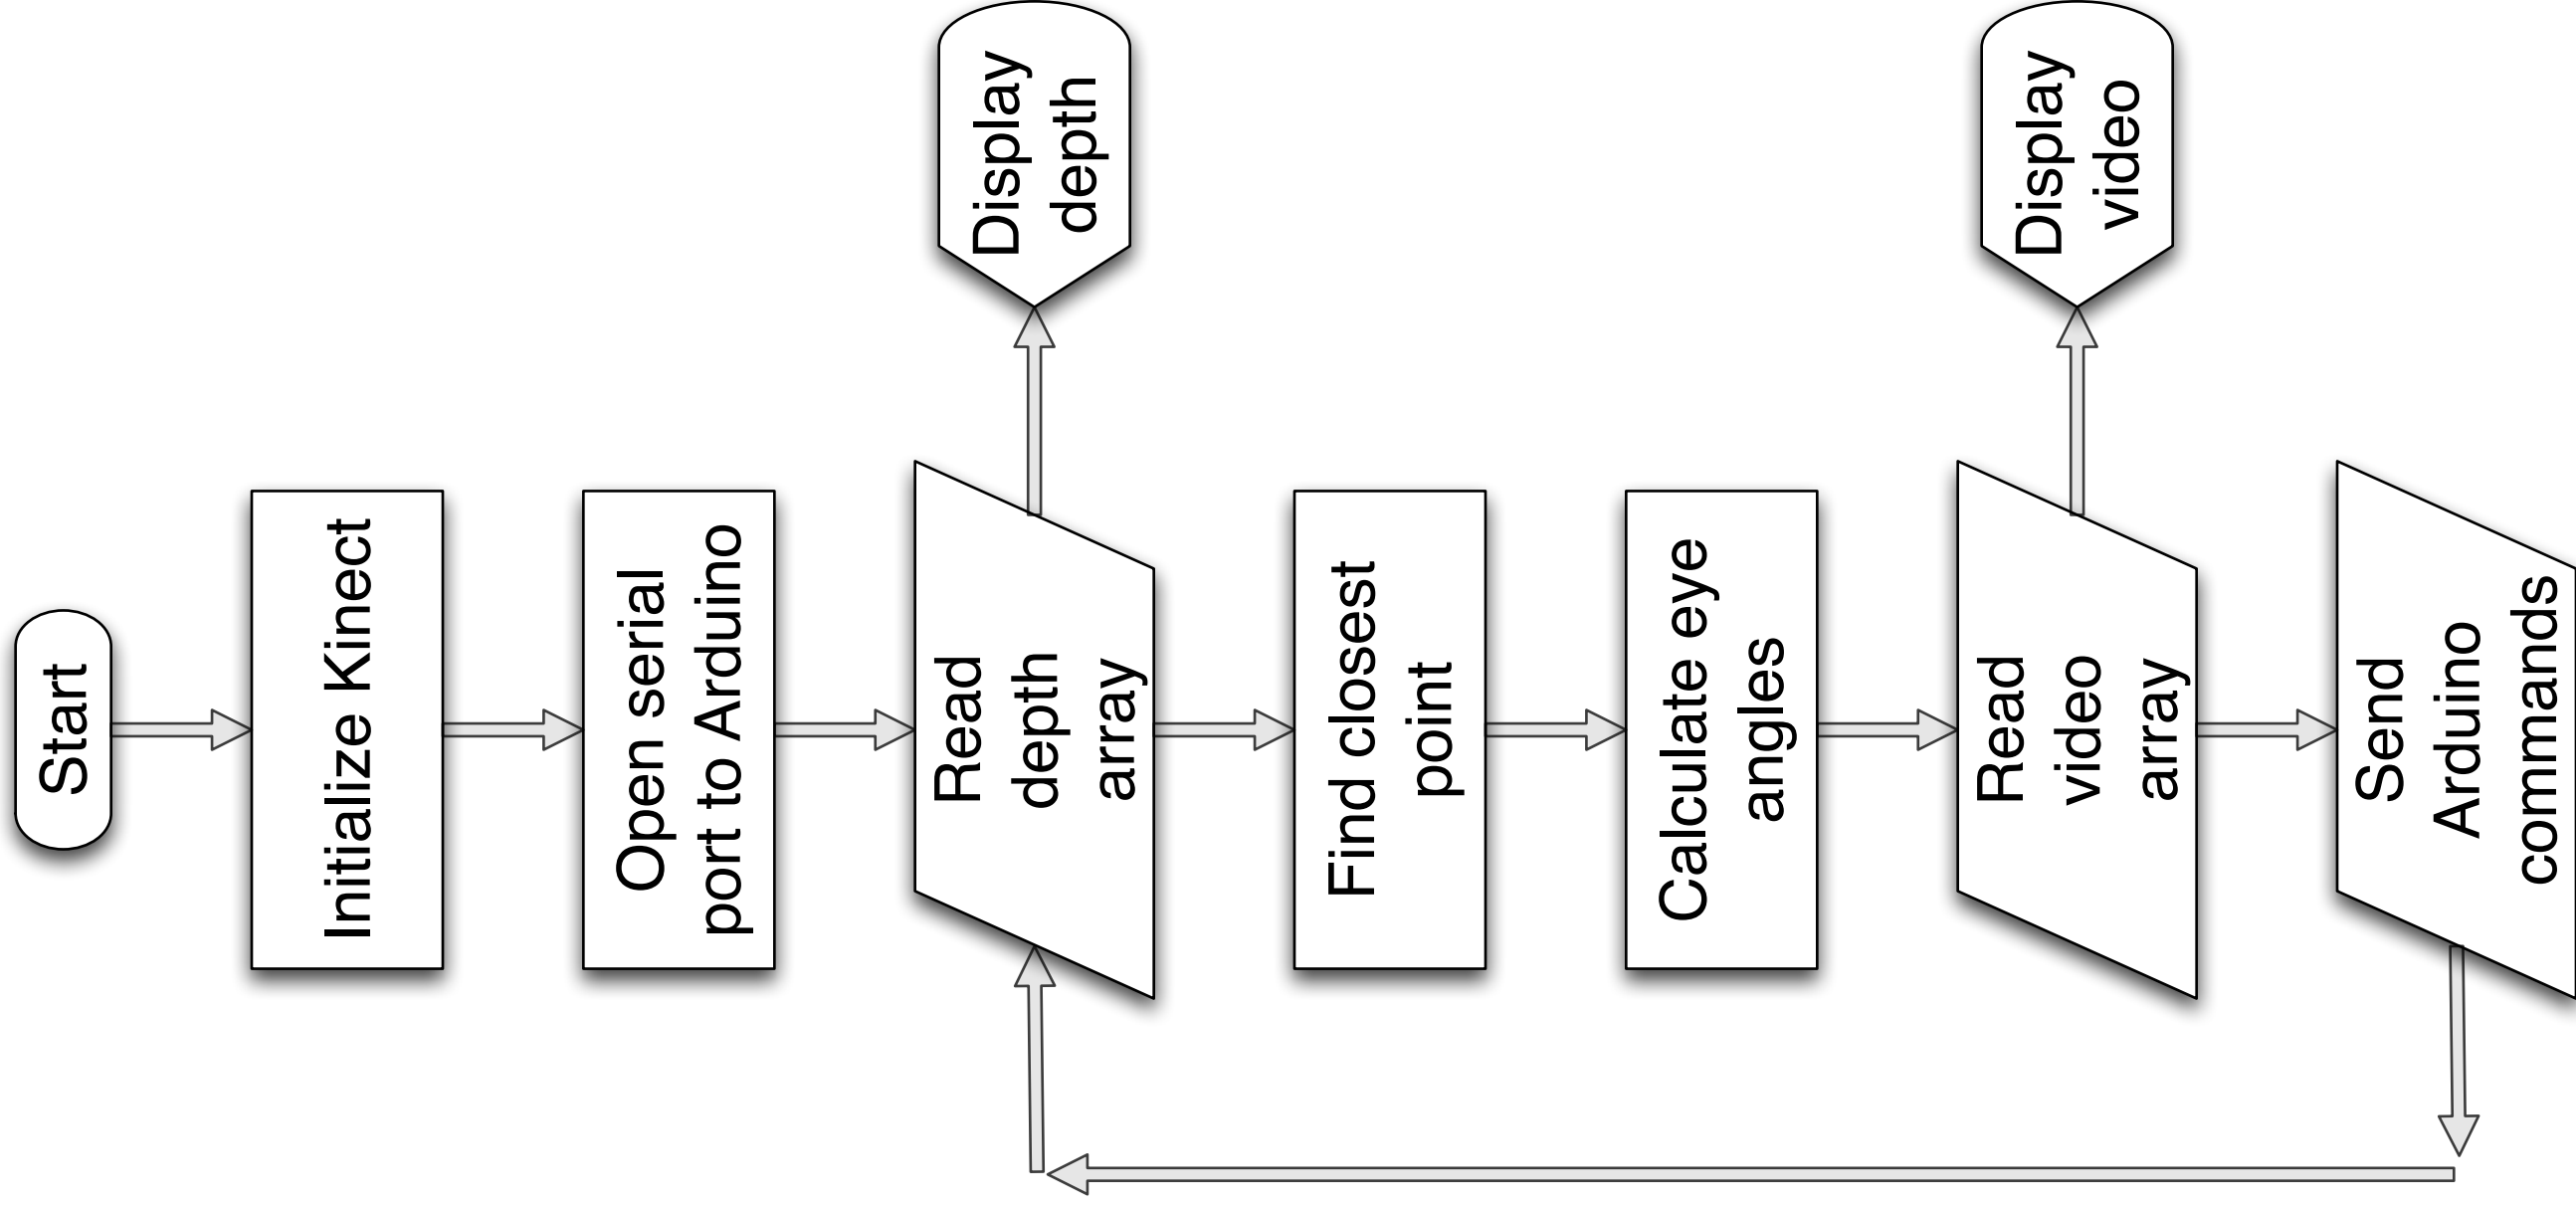 Start
Initialize Kinect
Open serial
port to Arduino
Read
depth
array
Display
depth
Find closest
point
Calculate eye
angles
Read
video
array
Display
video
Send
Arduino
commands